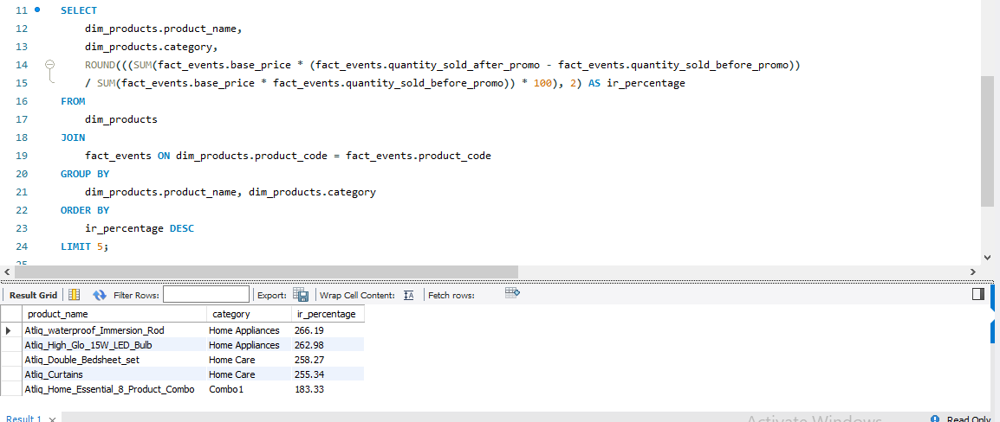 11 SELECT
12 dim_products.product_name,
13 dim_products.category,
14 ROUND(((SUM(fact_events.base_price * (fact_events.quantity_sold_after_promo - fact_events.quantity_sold_before_promo))
15 / SUM(fact_events.base_price * fact_events.quantity_sold_before_promo)) * 100), 2) AS ir_percentage
16 FROM
17 dim_products
18 JOIN
19 fact_events ON dim_products.product_code = fact_events.product_code
20 GROUP BY
21 dim_products.product_name, dim_products.category
22 ORDER BY
23 ir_percentage DESC
24 LIMIT 5;
25
Result Grid Filter Rows: Export: Wrap Cell Content: IA Fetch rows:
product_name category ir_percentage
Atliq_waterproof_Immersion_Rod Home Appliances 266.19
Atliq_High_Glo_15W_LED_Bulb Home Appliances 262.98
Atliq_Double_Bedsheet_set Home Care 258.27
Atliq_Curtains Home Care 255.34
Atliq_Home_Essential_8_Product_Combo Combo1 183.33
Result 1 Activate Windows Read Only